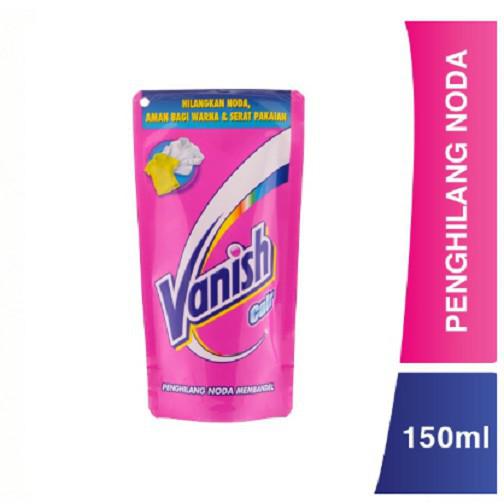 HILANGKAN NODA,
AMAN BAGI WARNA & SERAT PAKAIAN
Vanish
Cair
PENGHILANG NODA MEMBANDEL
PENGHILANG NODA
150ml